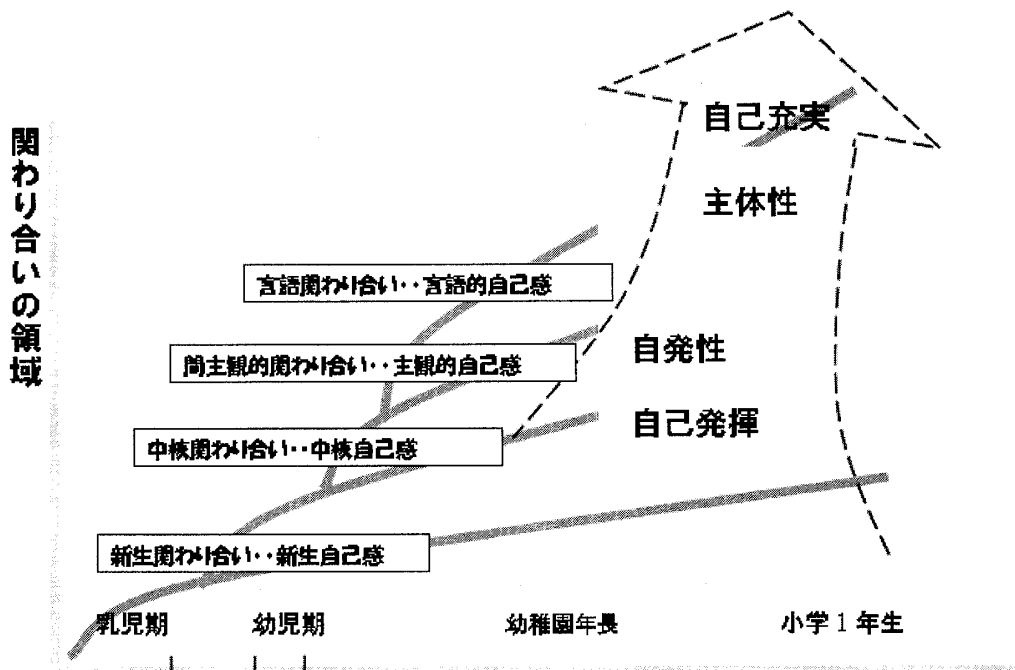 関わり合いの領域
自己充実
主体性
言語関わり合い‥言語的自己感
間主観的関わり合い‥主観的自己感
自発性
自己発揮
中核関わり合い‥中核自己感
新生関わり合い‥新生自己感
乳児期 幼児期 幼稚園年長 小学1年生